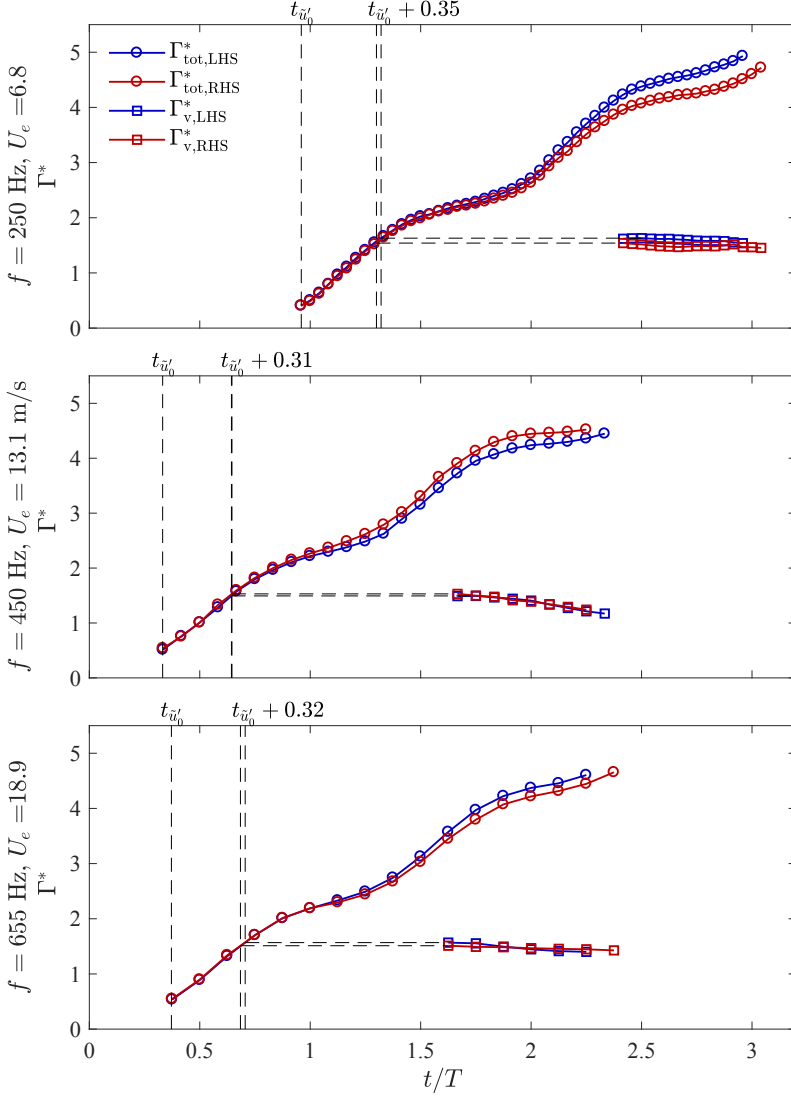 t_{ũ′_0} t_{ũ′_0} + 0.35
5
4
3
2
1
0
f = 250 Hz, U_e =6.8
Γ*
Γ*_{tot,LHS}
Γ*_{tot,RHS}
Γ*_{v,LHS}
Γ*_{v,RHS}
t_{ũ′_0} t_{ũ′_0} + 0.31
5
4
3
2
1
0
f = 450 Hz, U_e = 13.1 m/s
Γ*
t_{ũ′_0} t_{ũ′_0} + 0.32
5
4
3
2
1
0
f = 655 Hz, U_e =18.9
Γ*
0 0.5 1 1.5 2 2.5 3
t/T